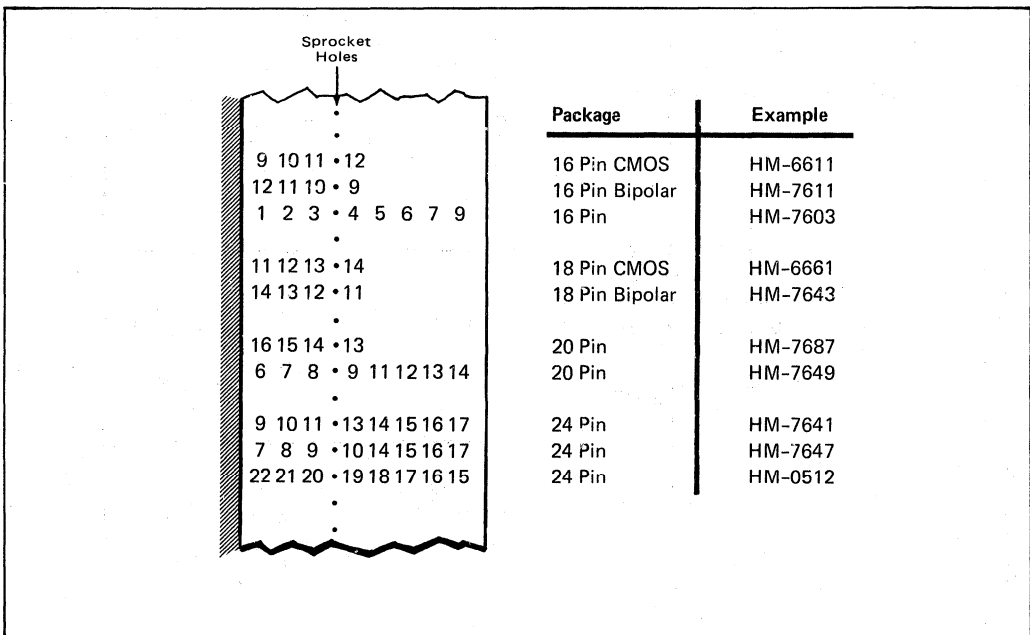 Sprocket
Holes
Package Example
9 10 11 • 12 16 Pin CMOS HM-6611
12 11 10 • 9 16 Pin Bipolar HM-7611
1 2 3 • 4 5 6 7 9 16 Pin HM-7603
11 12 13 • 14 18 Pin CMOS HM-6661
14 13 12 • 11 18 Pin Bipolar HM-7643
16 15 14 • 13 20 Pin HM-7687
6 7 8 • 9 11 12 13 14 20 Pin HM-7649
9 10 11 • 13 14 15 16 17 24 Pin HM-7641
7 8 9 • 10 14 15 16 17 24 Pin HM-7647
22 21 20 • 19 18 17 16 15 24 Pin HM-0512